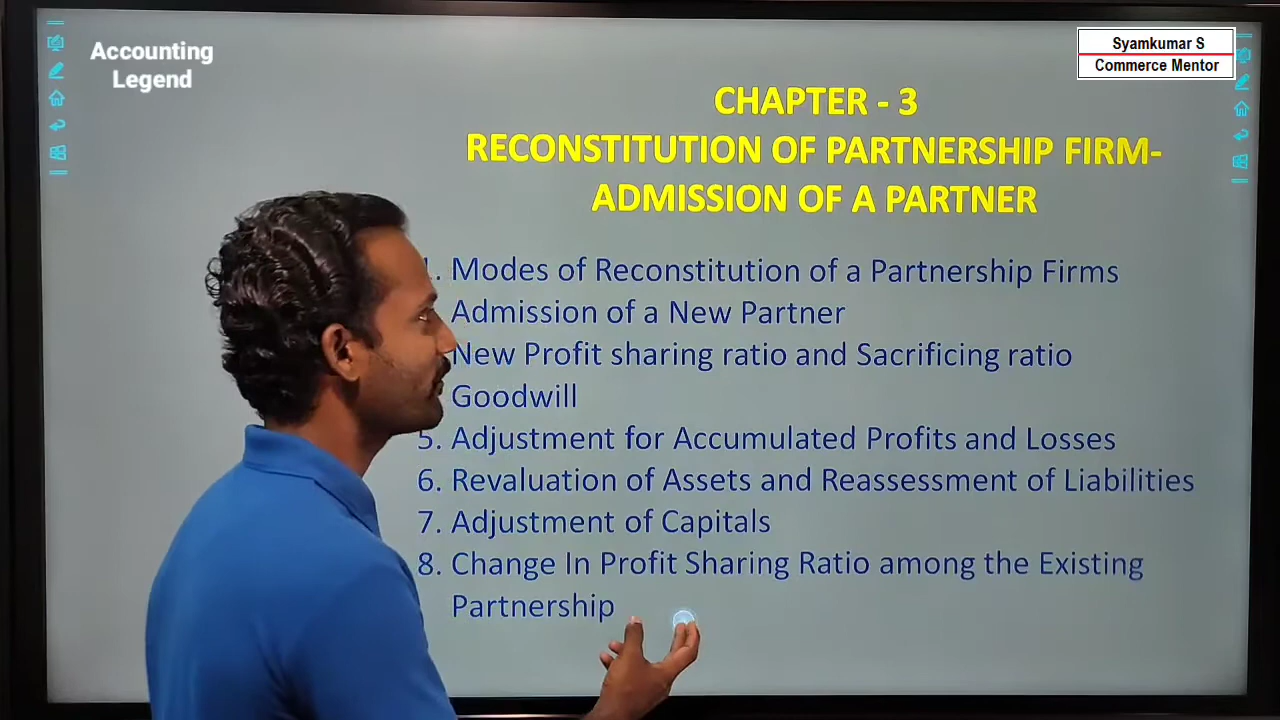 Accounting
Legend
Syamkumar S
Commerce Mentor
CHAPTER - 3
RECONSTITUTION OF PARTNERSHIP FIRM-
ADMISSION OF A PARTNER
1. Modes of Reconstitution of a Partnership Firms
Admission of a New Partner
New Profit sharing ratio and Sacrificing ratio
Goodwill
5. Adjustment for Accumulated Profits and Losses
6. Revaluation of Assets and Reassessment of Liabilities
7. Adjustment of Capitals
8. Change In Profit Sharing Ratio among the Existing
Partnership